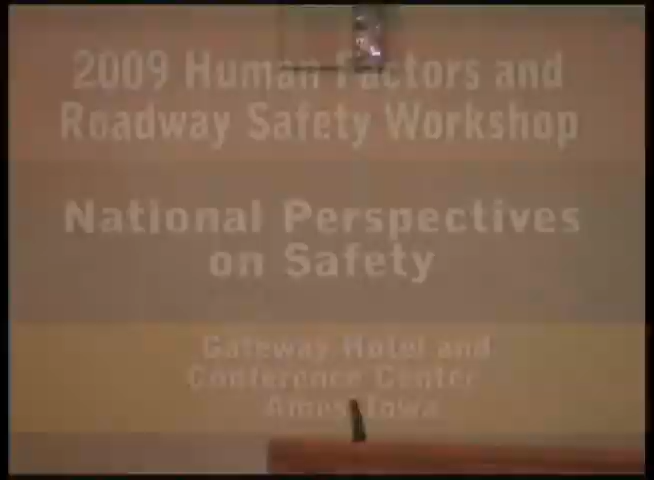 2009 Human Factors and
Roadway Safety Workshop
National Perspectives
on Safety
Gateway Hotel and
Conference Center
Ames, Iowa